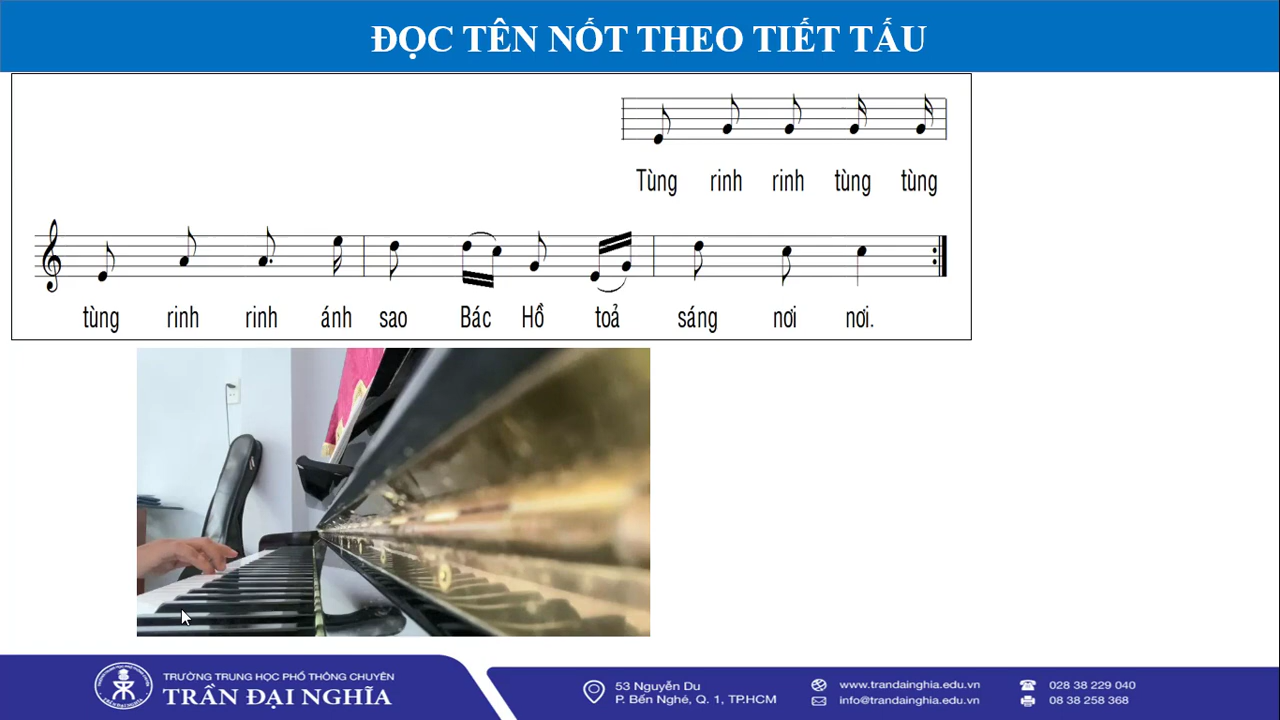 ĐỌC TÊN NỐT THEO TIẾT TẤU
Tùng rinh rinh tùng tùng
tùng rinh rinh ánh sao Bác Hồ toả sáng nơi nơi.
TRƯỜNG TRUNG HỌC PHỔ THÔNG CHUYÊN
TRẦN ĐẠI NGHĨA
53 Nguyễn Du
P. Bến Nghé, Q. 1, TP.HCM
www.trandainghia.edu.vn
info@trandainghia.edu.vn
028 38 229 040
08 38 258 368